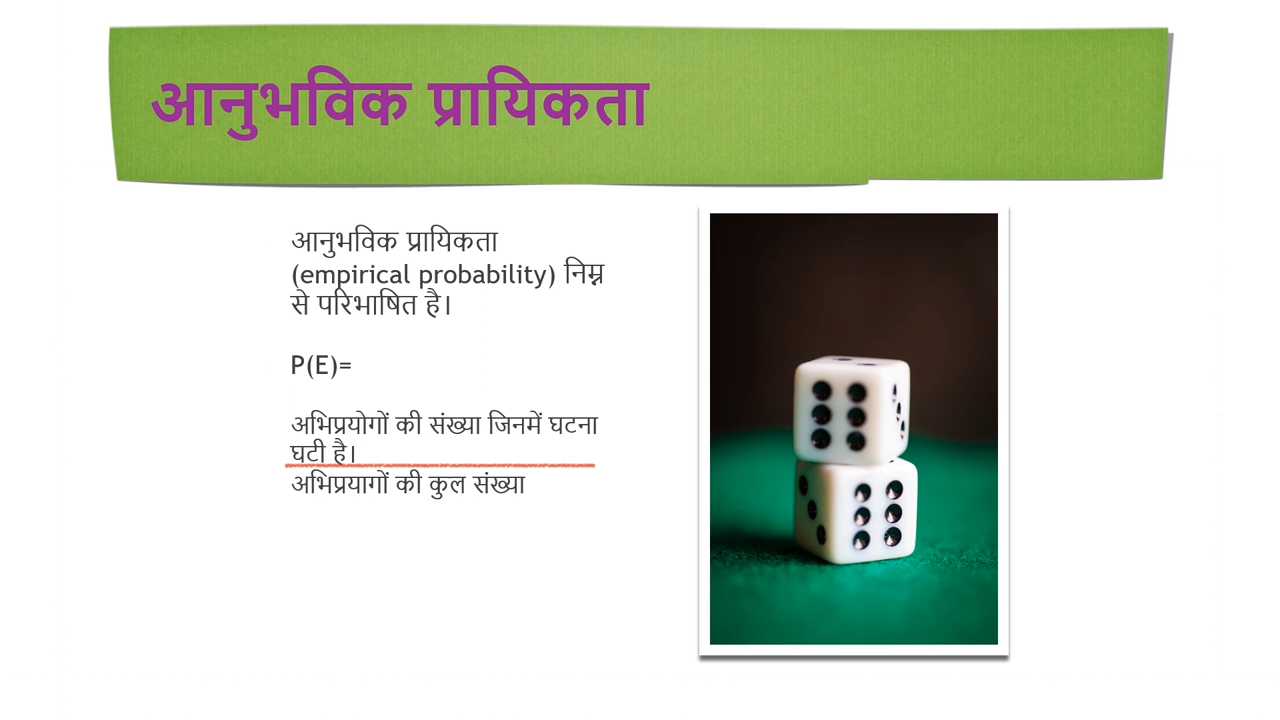 आनुभविक प्रायिकता
आनुभविक प्रायिकता
(empirical probability) निम्न
से परिभाषित है।
P(E)=
अभिप्रयोगों की संख्या जिनमें घटना
घटी है।
अभिप्रयागों की कुल संख्या